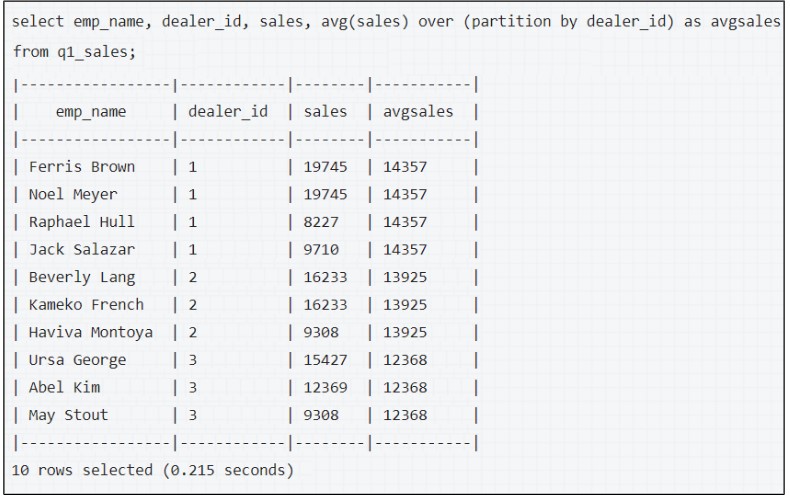 select emp_name, dealer_id, sales, avg(sales) over (partition by dealer_id) as avgsales
from q1_sales;
|-----------------|------------|--------|-----------|
|    emp_name     | dealer_id  | sales  | avgsales  |
|-----------------|------------|--------|-----------|
| Ferris Brown    | 1          | 19745  | 14357     |
| Noel Meyer      | 1          | 19745  | 14357     |
| Raphael Hull    | 1          | 8227   | 14357     |
| Jack Salazar    | 1          | 9710   | 14357     |
| Beverly Lang    | 2          | 16233  | 13925     |
| Kameko French   | 2          | 16233  | 13925     |
| Haviva Montoya  | 2          | 9308   | 13925     |
| Ursa George     | 3          | 15427  | 12368     |
| Abel Kim        | 3          | 12369  | 12368     |
| May Stout       | 3          | 9308   | 12368     |
|-----------------|------------|--------|-----------|
10 rows selected (0.215 seconds)